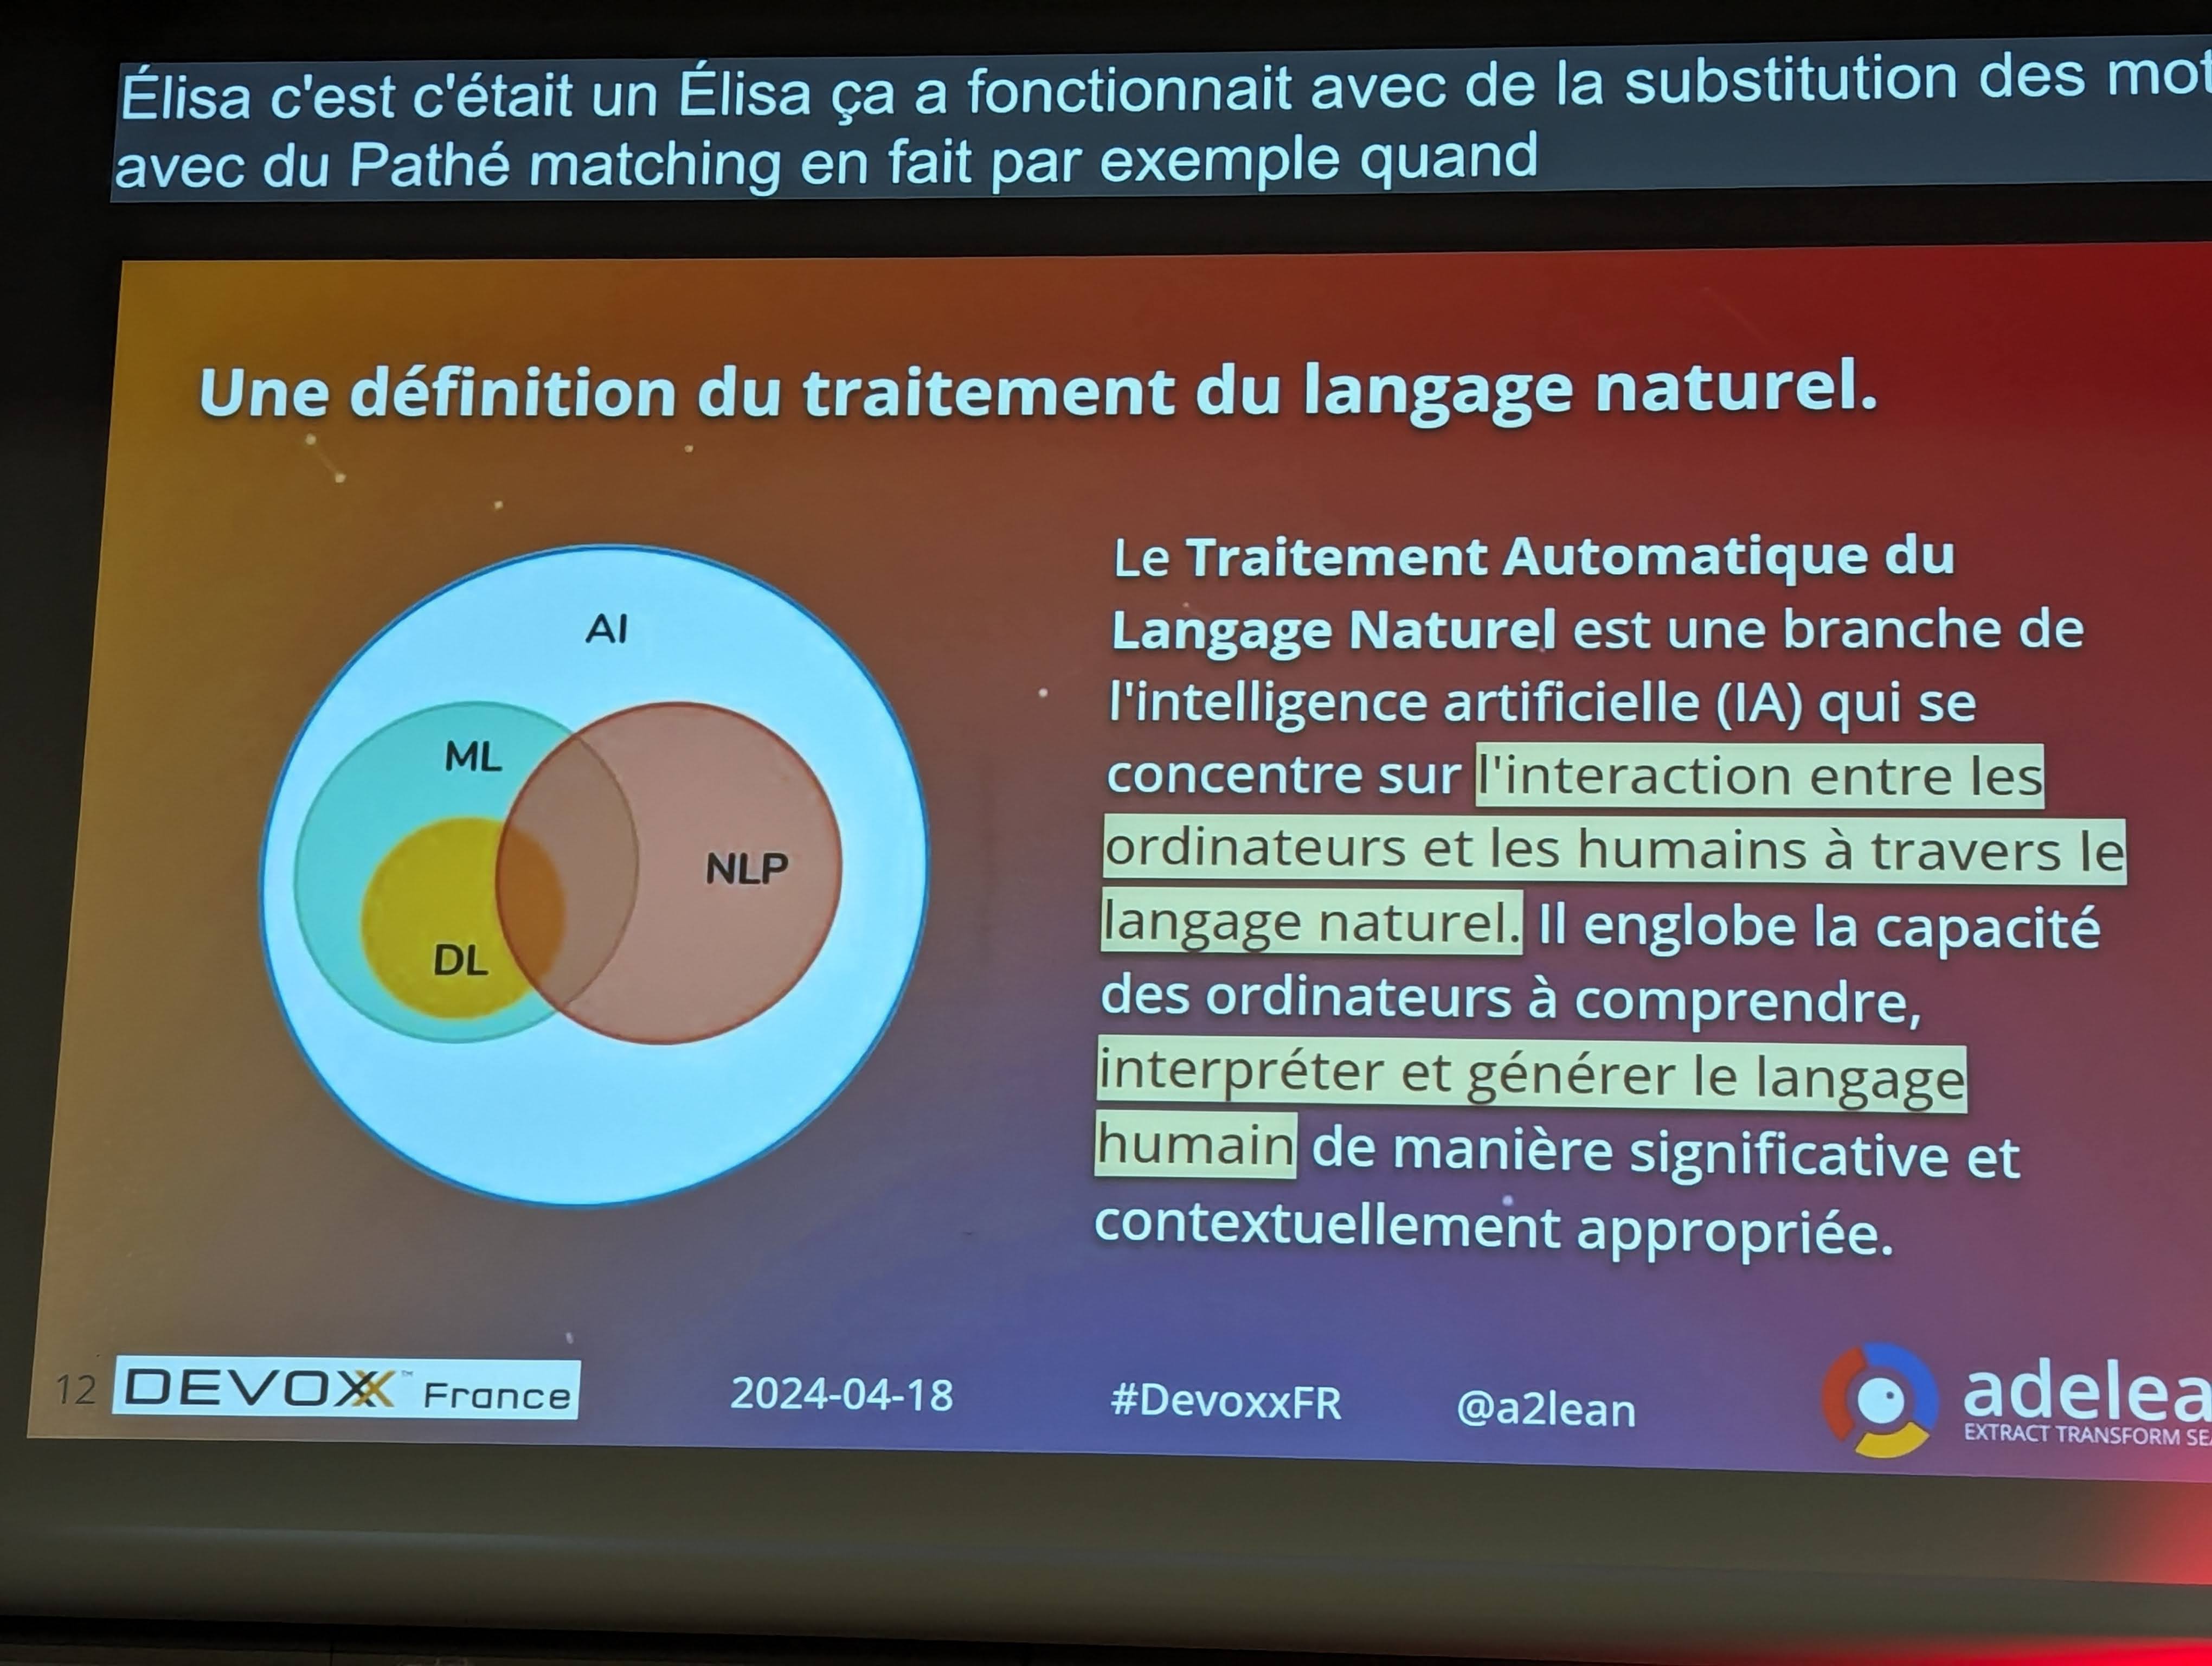 Élisa c'est c'était un Élisa ça a fonctionnait avec de la substitution des
avec du Pathé matching en fait par exemple quand
Une définition du traitement du langage naturel.
AI
ML
NLP
DL
Le Traitement Automatique du
Langage Naturel est une branche de
l'intelligence artificielle (IA) qui se
concentre sur l'interaction entre les
ordinateurs et les humains à travers le
langage naturel. Il englobe la capacité
des ordinateurs à comprendre,
interpréter et générer le langage
humain de manière significative et
contextuellement appropriée.
12
DEVOXX™ France
2024-04-18
#DevoxxFR
@a2lean
EXTRACT TRANSFORM